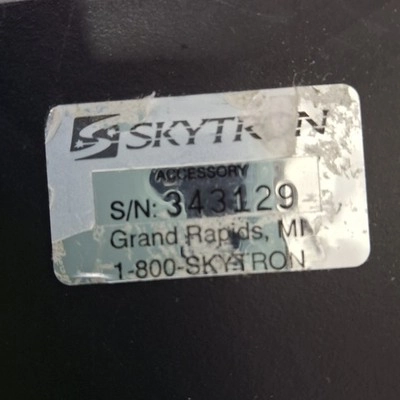 SKYTRON
ACCESSORY
S/N: 343129
Grand Rapids, MI
1-800-SKYTRON